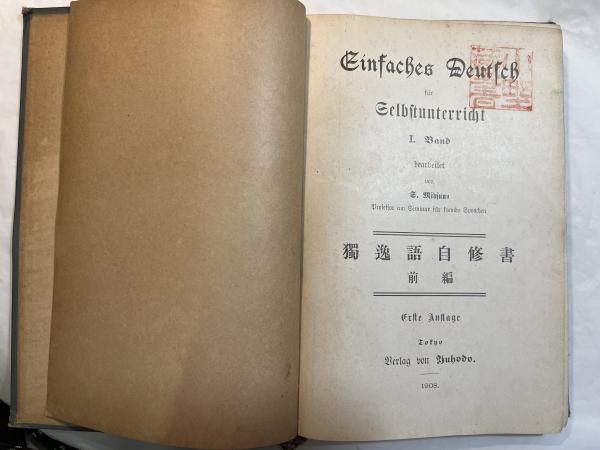 Einfaches Deutsch
für
Selbstunterricht
I. Band
bearbeitet
von
S. Midsuno
Professor am Seminar für fremde Sprachen
獨逸語自修書
前編
Erste Auflage
Tokyo
Verlag von Yuhodo.
1908.